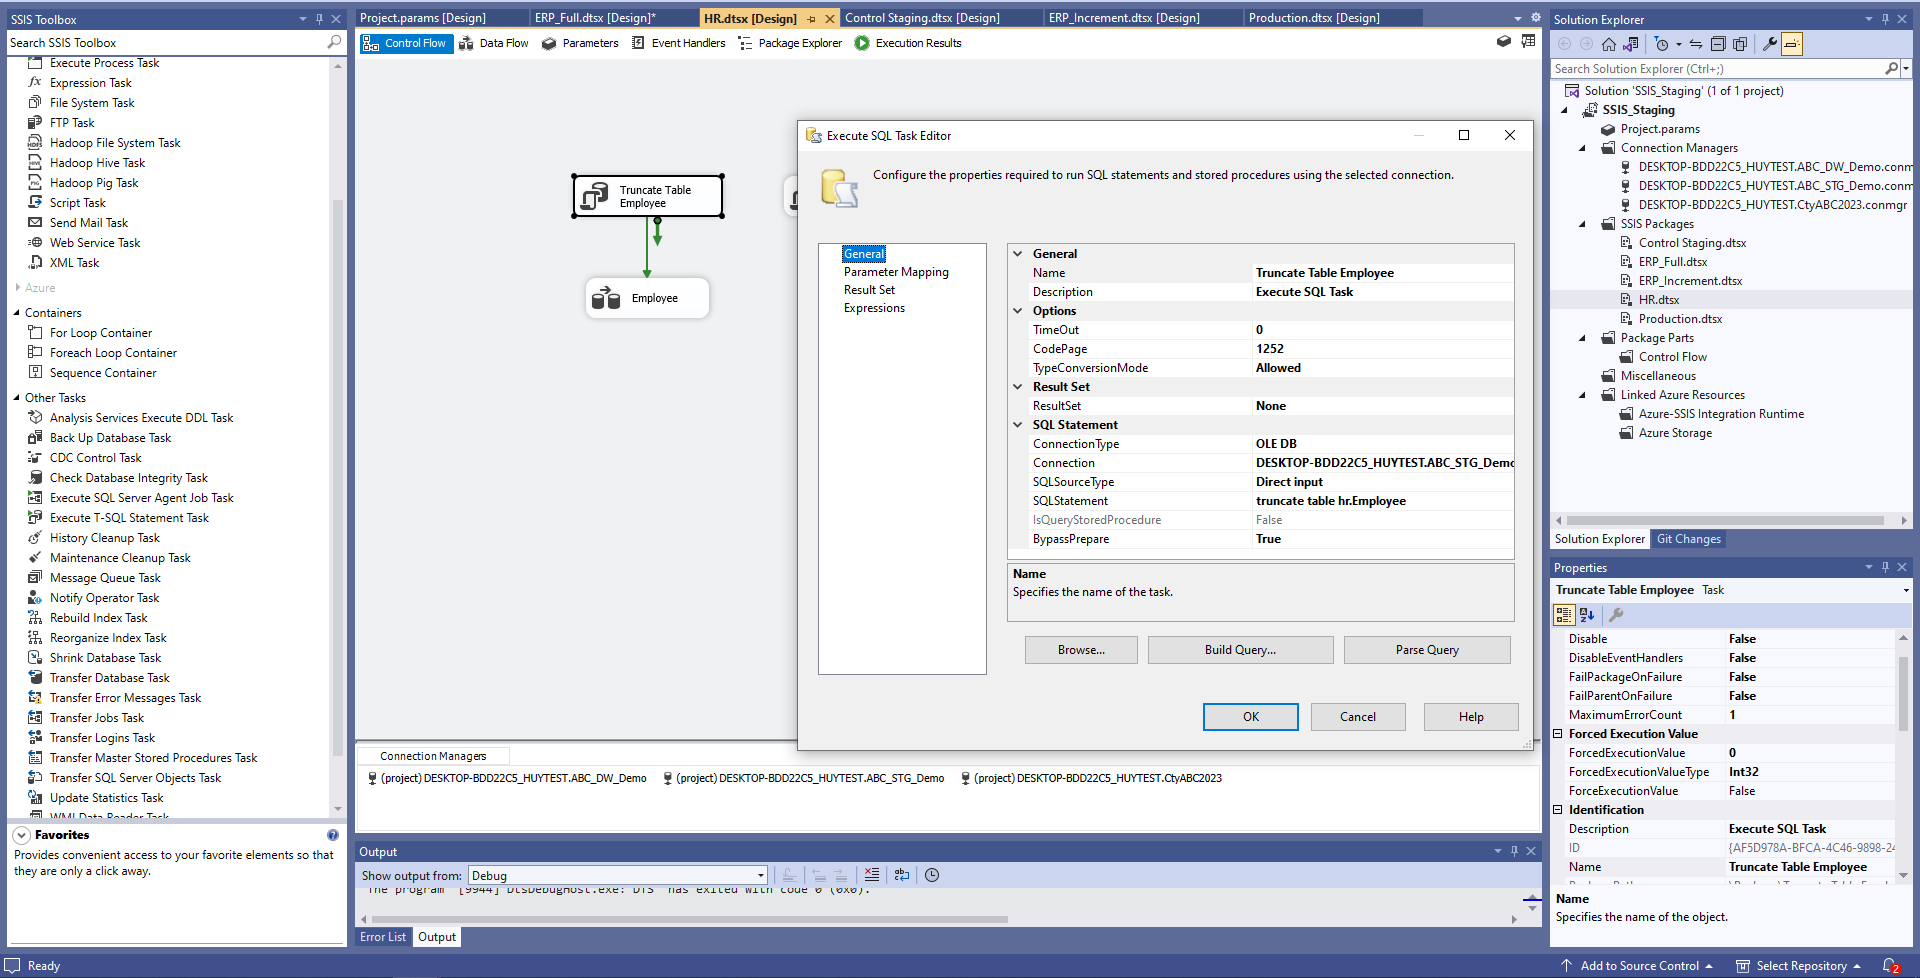 SSIS Toolbox
Search SSIS Toolbox
Execute Process Task
Expression Task
File System Task
FTP Task
Hadoop File System Task
Hadoop Hive Task
Hadoop Pig Task
Script Task
Send Mail Task
Web Service Task
XML Task
Azure
Containers
For Loop Container
Foreach Loop Container
Sequence Container
Other Tasks
Analysis Services Execute DDL Task
Back Up Database Task
CDC Control Task
Check Database Integrity Task
Execute SQL Server Agent Job Task
Execute T-SQL Statement Task
History Cleanup Task
Maintenance Cleanup Task
Message Queue Task
Notify Operator Task
Rebuild Index Task
Reorganize Index Task
Shrink Database Task
Transfer Database Task
Transfer Error Messages Task
Transfer Jobs Task
Transfer Logins Task
Transfer Master Stored Procedures Task
Transfer SQL Server Objects Task
Update Statistics Task
WMI Data Reader Task
Favorites
Provides convenient access to your favorite elements so that
they are only a click away.
Project.params [Design]
ERP_Full.dtsx [Design]*
HR.dtsx [Design]
Control Staging.dtsx [Design]
ERP_Increment.dtsx [Design]
Production.dtsx [Design]
Control Flow
Data Flow
Parameters
Event Handlers
Package Explorer
Execution Results
Truncate Table
Employee
Employee
Execute SQL Task Editor
Configure the properties required to run SQL statements and stored procedures using the selected connection.
General
Parameter Mapping
Result Set
Expressions
General
Name Truncate Table Employee
Description Execute SQL Task
Options
TimeOut 0
CodePage 1252
TypeConversionMode Allowed
Result Set
ResultSet None
SQL Statement
ConnectionType OLE DB
Connection DESKTOP-BDD22C5_HUYTEST.ABC_STG_Demo
SQLSourceType Direct input
SQLStatement truncate table hr.Employee
IsQueryStoredProcedure False
BypassPrepare True
Name
Specifies the name of the task.
Browse...
Build Query...
Parse Query
OK
Cancel
Help
Connection Managers
(project) DESKTOP-BDD22C5_HUYTEST.ABC_DW_Demo
(project) DESKTOP-BDD22C5_HUYTEST.ABC_STG_Demo
(project) DESKTOP-BDD22C5_HUYTEST.CtyABC2023
Output
Show output from: Debug
The program '[9944] DtsDebugHost.exe: DTS' has exited with code 0 (0x0).
Error List
Output
Solution Explorer
Search Solution Explorer (Ctrl+;)
Solution 'SSIS_Staging' (1 of 1 project)
SSIS_Staging
Project.params
Connection Managers
DESKTOP-BDD22C5_HUYTEST.ABC_DW_Demo.conm
DESKTOP-BDD22C5_HUYTEST.ABC_STG_Demo.conm
DESKTOP-BDD22C5_HUYTEST.CtyABC2023.conmgr
SSIS Packages
Control Staging.dtsx
ERP_Full.dtsx
ERP_Increment.dtsx
HR.dtsx
Production.dtsx
Package Parts
Control Flow
Miscellaneous
Linked Azure Resources
Azure-SSIS Integration Runtime
Azure Storage
Solution Explorer
Git Changes
Properties
Truncate Table Employee Task
Disable False
DisableEventHandlers False
FailPackageOnFailure False
FailParentOnFailure False
MaximumErrorCount 1
Forced Execution Value
ForcedExecutionValue 0
ForcedExecutionValueType Int32
ForceExecutionValue False
Identification
Description Execute SQL Task
ID {AF5D978A-BFCA-4C46-9898-24
Name Truncate Table Employee
Name
Specifies the name of the object.
Ready
Add to Source Control
Select Repository
2